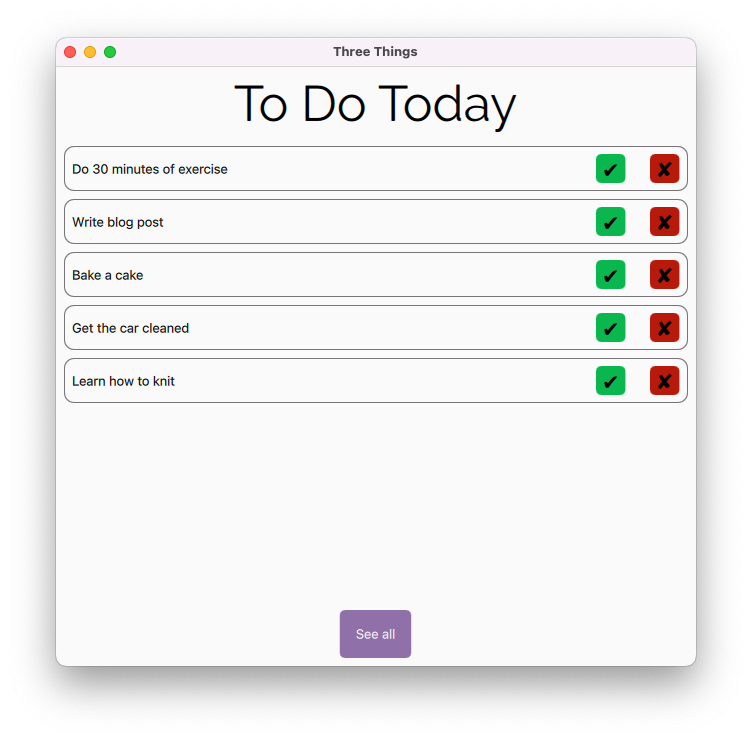 Three Things
To Do Today
Do 30 minutes of exercise ✔ ✘
Write blog post ✔ ✘
Bake a cake ✔ ✘
Get the car cleaned ✔ ✘
Learn how to knit ✔ ✘
See all